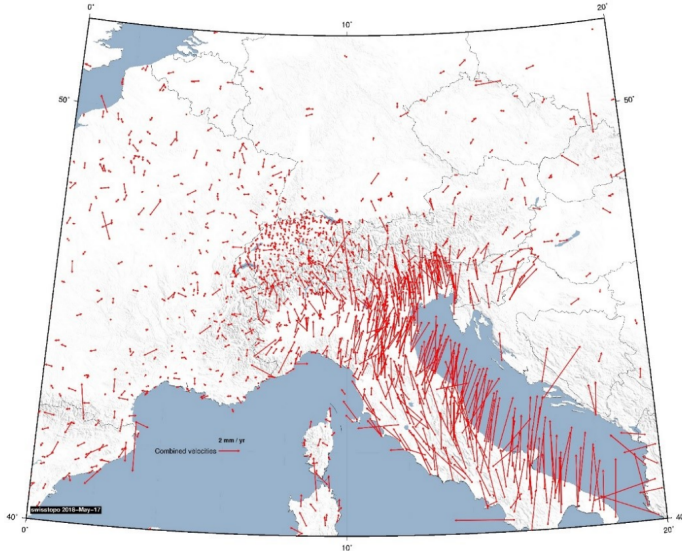 0˚ 10˚ 20˚
50˚ 50˚
2 mm / yr
Combined velocities
swisstopo 2018-May-17
40˚ 40
0˚ 10˚ 20˚